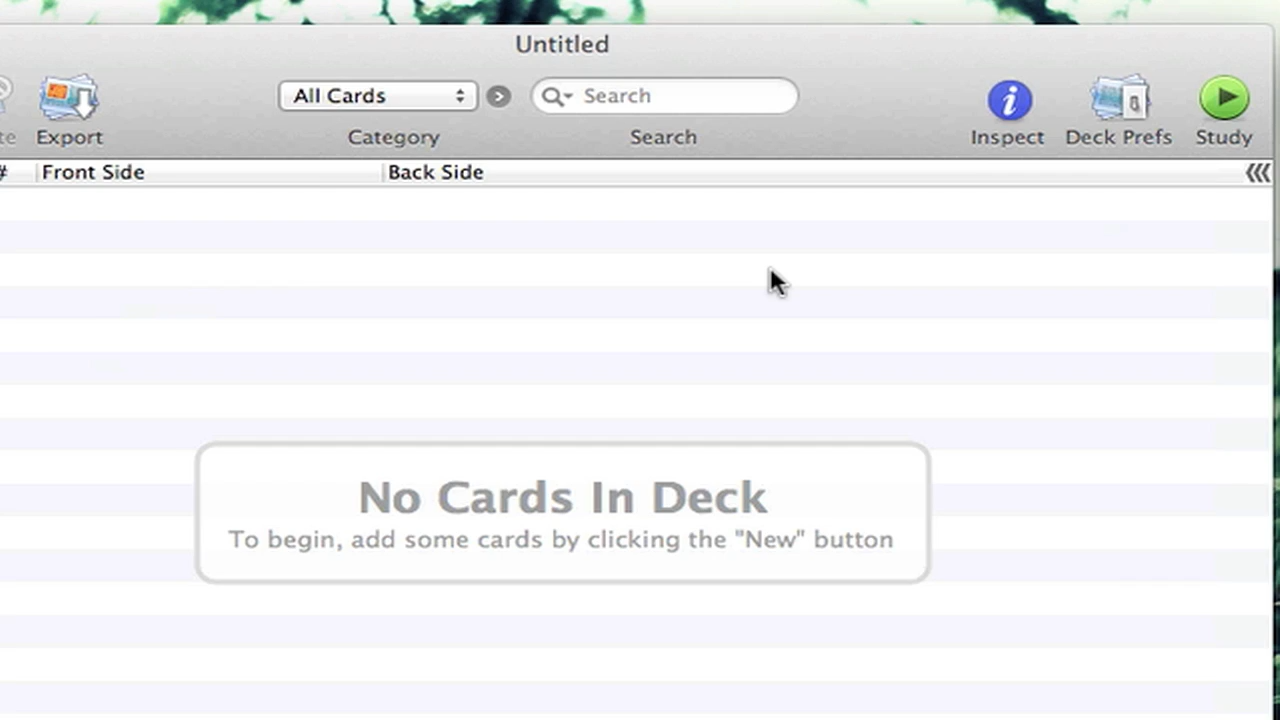 Untitled
All Cards
Search
te
Export
Category
Search
Inspect
Deck Prefs
Study
#
Front Side
Back Side
No Cards In Deck
To begin, add some cards by clicking the "New" button